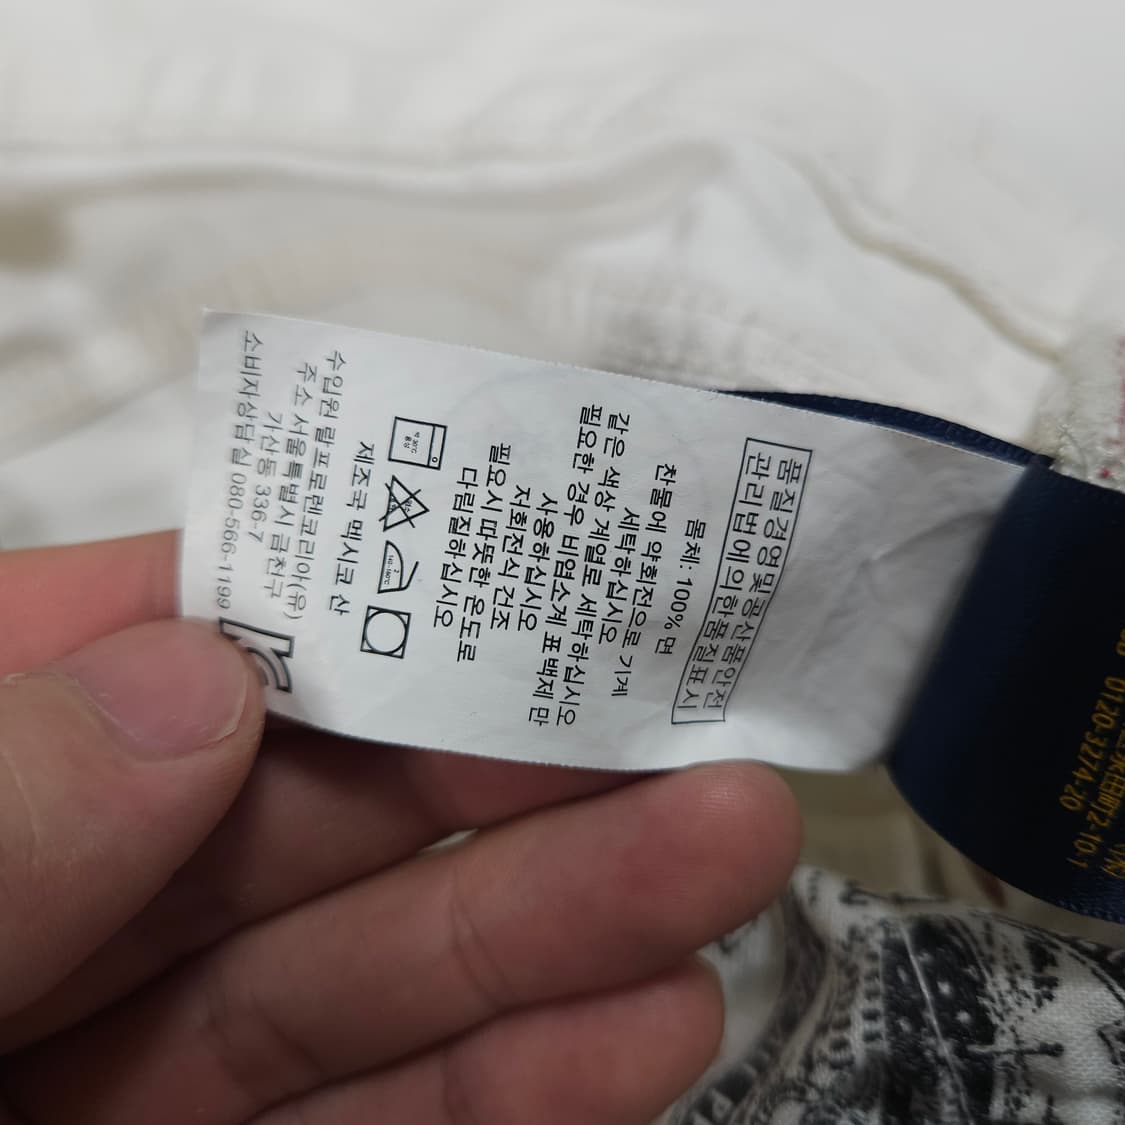 품질경영및공산품안전
관리법에의한품질표시
몸체: 100% 면
찬물에 약회전으로 기계
세탁하십시오
같은 색상 계열로 세탁하십시오
필요한 경우 비염소계 표백제 만
사용하십시오
저회전식 건조
필요시 따뜻한 온도로
다림질하십시오
제조국 멕시코 산
수입원 랄프로렌코리아(유)
주소 서울특별시 금천구
가산동 336-7
소비자상담실 080-566-1199
0120-3274-20
2-10-1